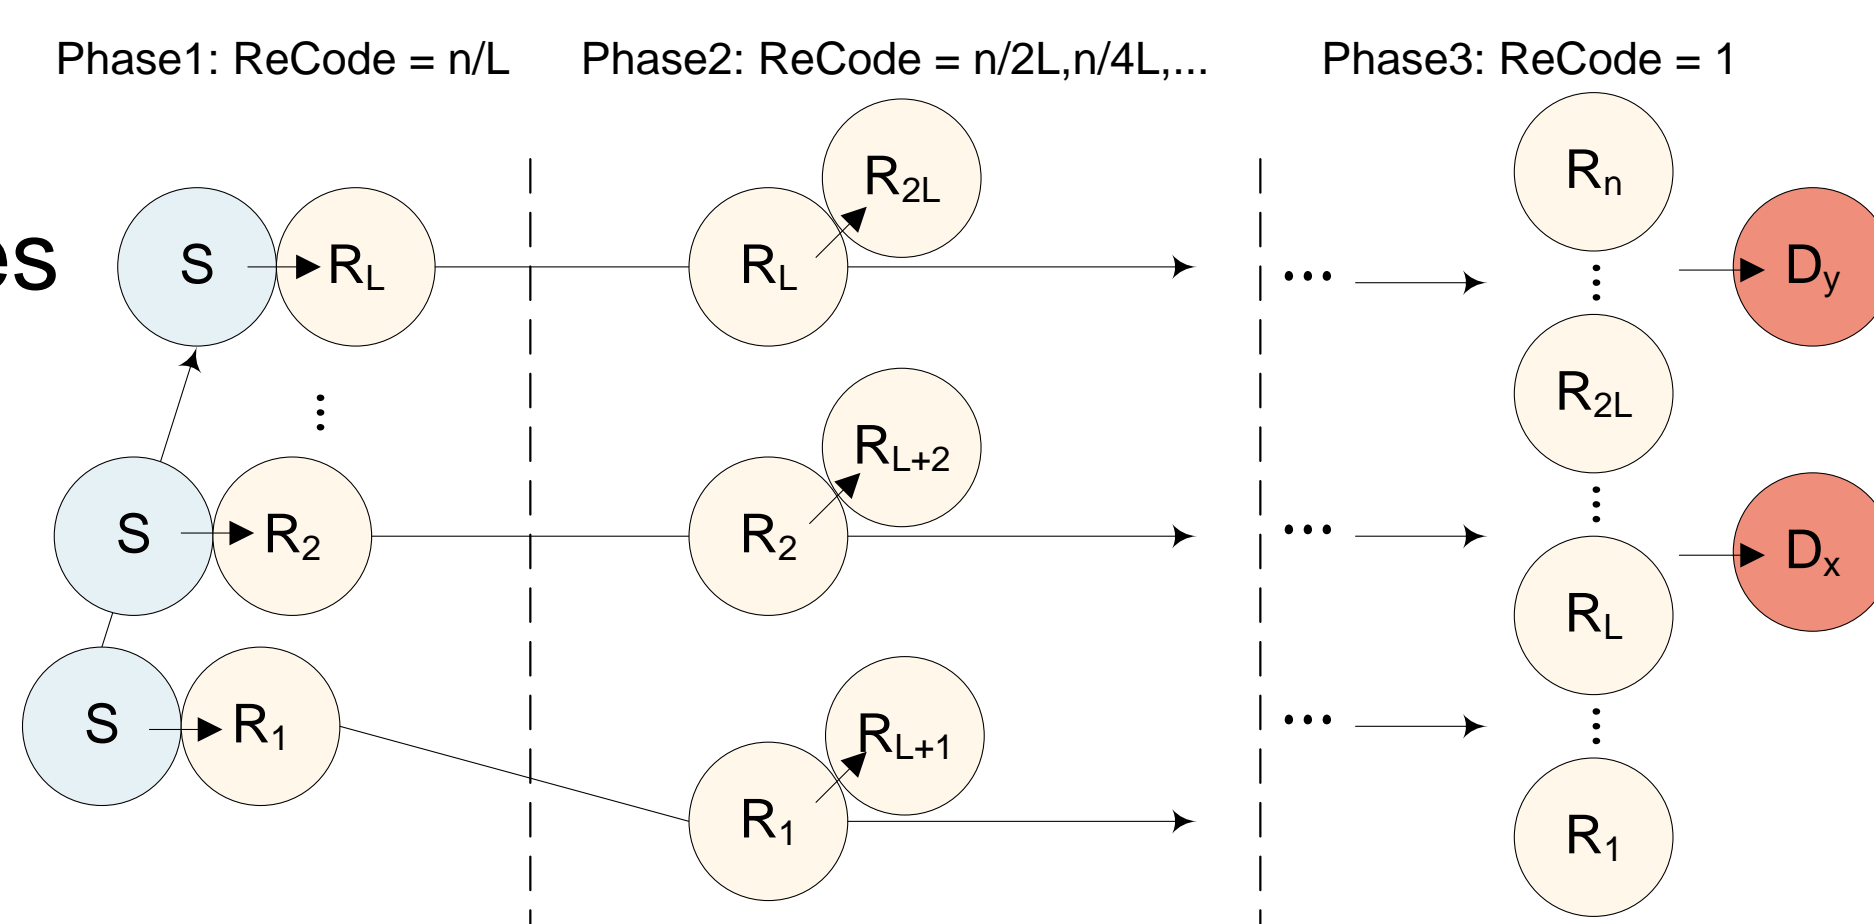 Phase1: ReCode = n/L
Phase2: ReCode = n/2L,n/4L,...
Phase3: ReCode = 1
es
S
R_L
R_L
R_2L
...
R_n
D_y
S
R_2
R_2
R_L+2
...
R_2L
D_x
R_L
S
R_1
R_1
R_L+1
...
R_1